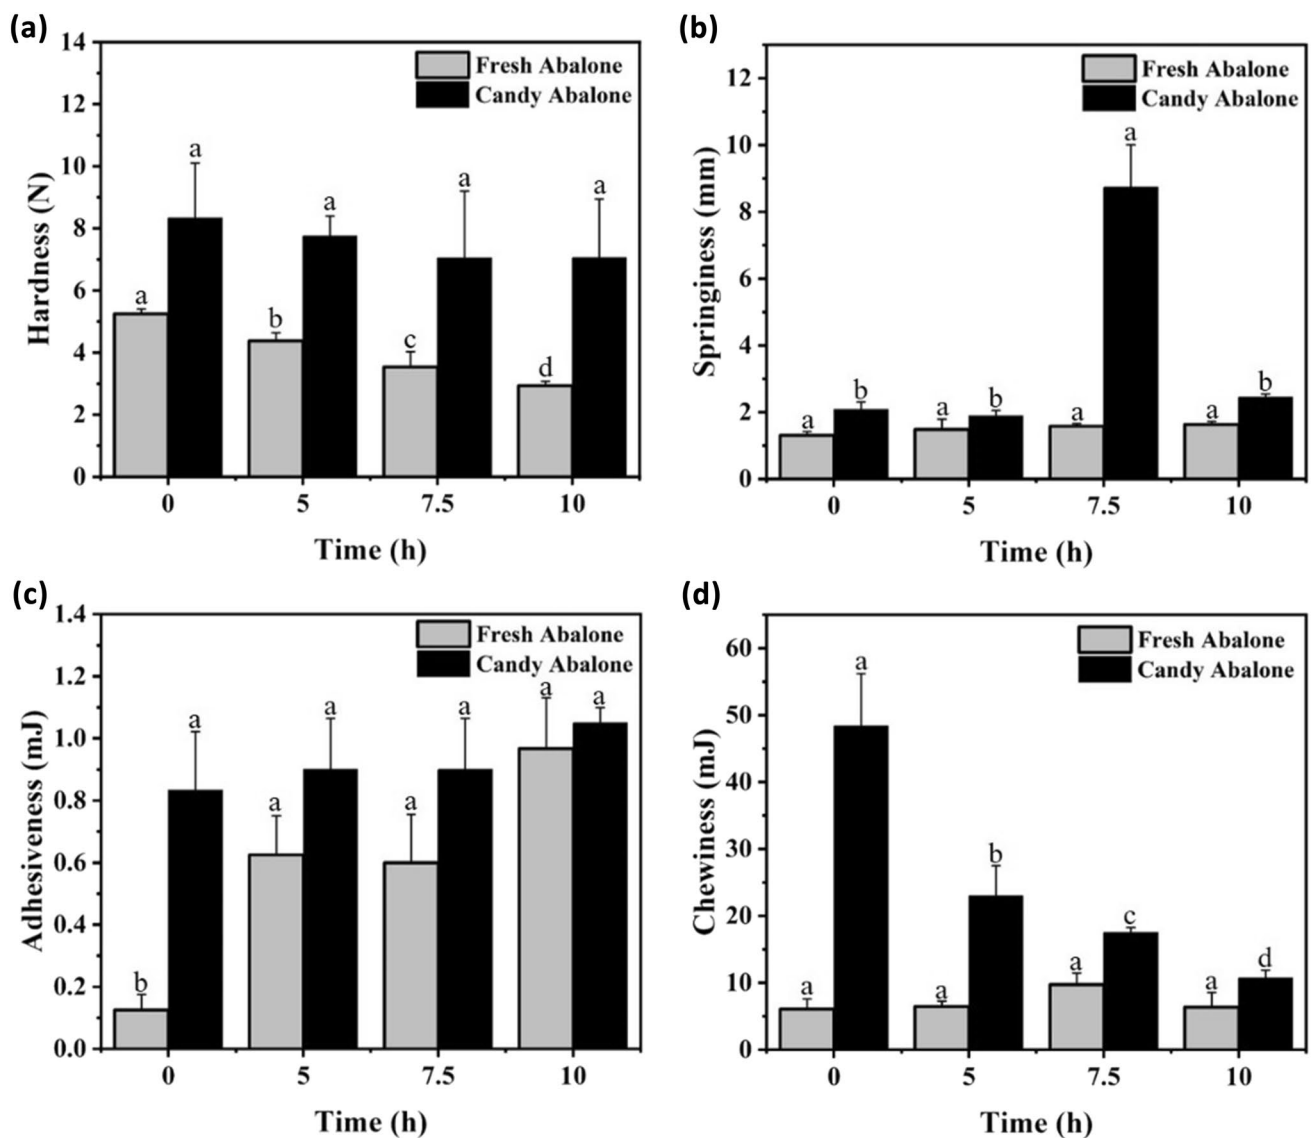 (a)
14
12
10
8
6
4
2
0
Hardness (N)
Fresh Abalone
Candy Abalone
a
a
b
a
c
a
d
a
0 5 7.5 10
Time (h)
(b)
12
10
8
6
4
2
0
Springiness (mm)
Fresh Abalone
Candy Abalone
a
b
a
b
a
a
a
b
0 5 7.5 10
Time (h)
(c)
1.4
1.2
1.0
0.8
0.6
0.4
0.2
0.0
Adhesiveness (mJ)
Fresh Abalone
Candy Abalone
b
a
a
a
a
a
a
a
0 5 7.5 10
Time (h)
(d)
60
50
40
30
20
10
0
Chewiness (mJ)
Fresh Abalone
Candy Abalone
a
a
a
b
a
c
a
d
0 5 7.5 10
Time (h)